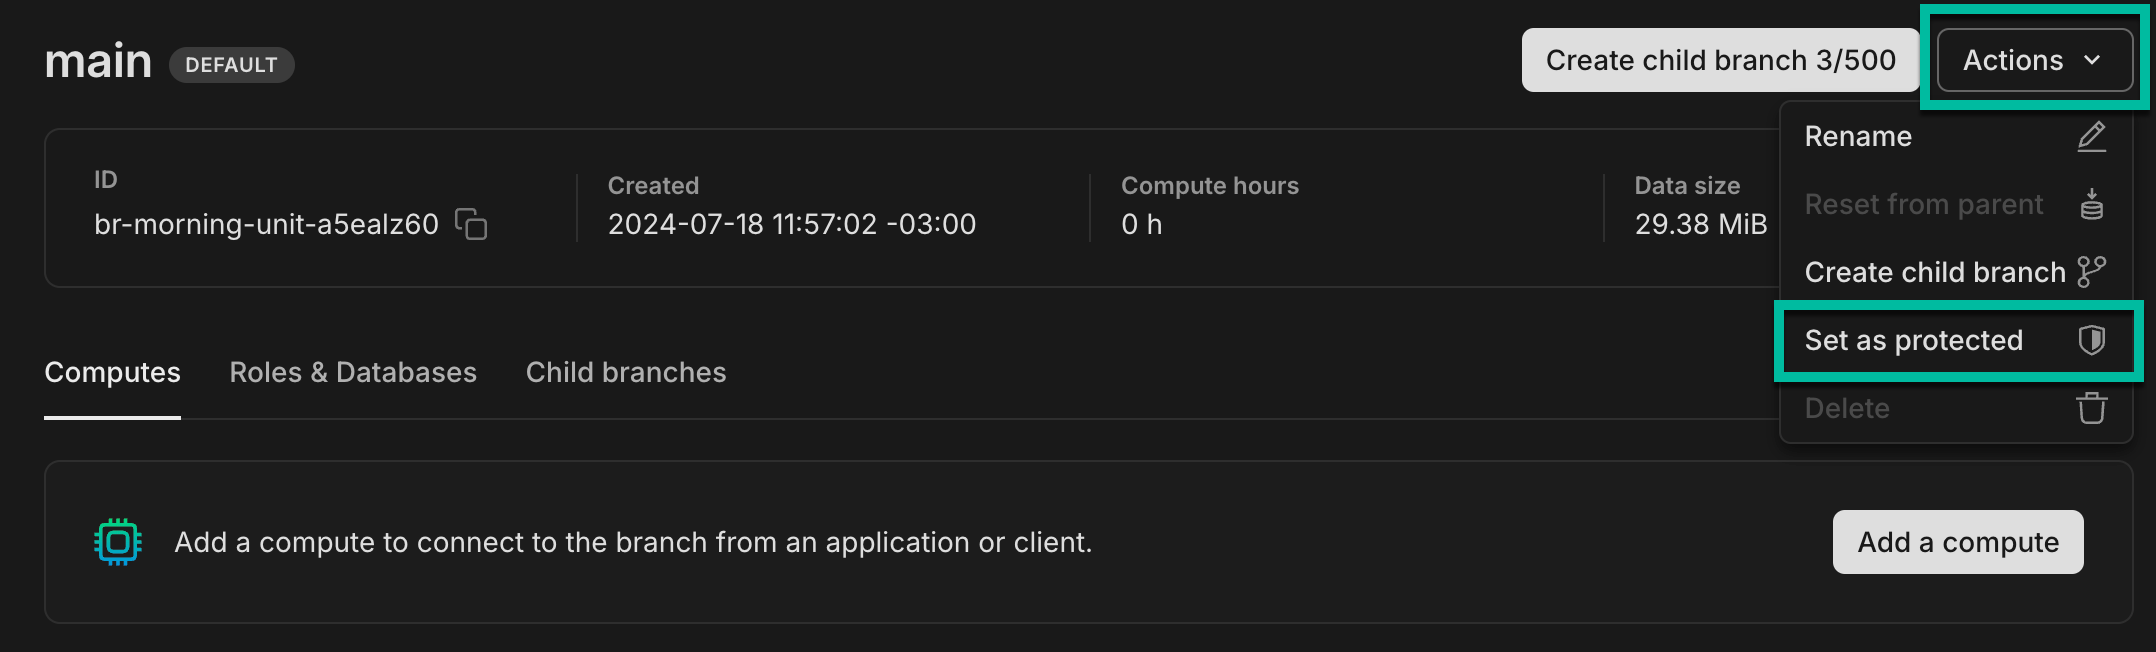 main DEFAULT
Create child branch 3/500
Actions
Rename
Reset from parent
Create child branch
Set as protected
Delete
ID
br-morning-unit-a5ealz60
Created
2024-07-18 11:57:02 -03:00
Compute hours
0 h
Data size
29.38 MiB
Computes Roles & Databases Child branches
Add a compute to connect to the branch from an application or client.
Add a compute